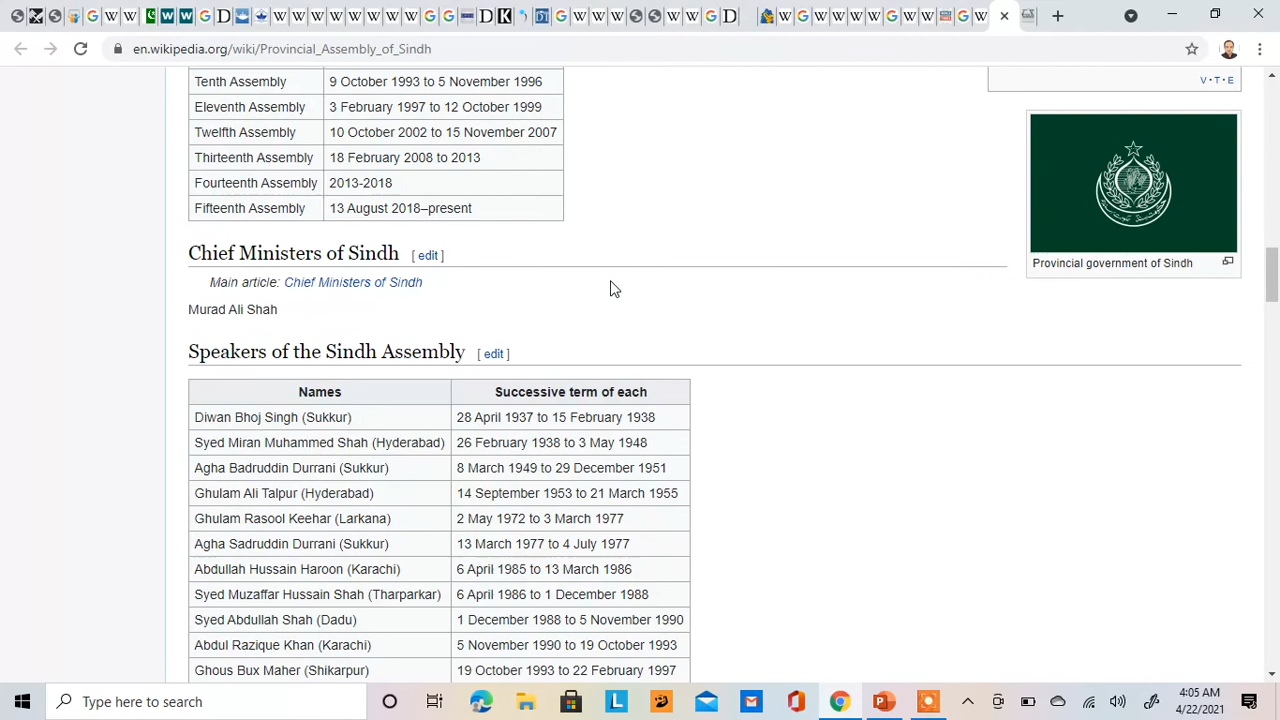 en.wikipedia.org/wiki/Provincial_Assembly_of_Sindh
Tenth Assembly 9 October 1993 to 5 November 1996
V · T · E
Eleventh Assembly 3 February 1997 to 12 October 1999
Twelfth Assembly 10 October 2002 to 15 November 2007
Thirteenth Assembly 18 February 2008 to 2013
Fourteenth Assembly 2013-2018
Fifteenth Assembly 13 August 2018–present
Provincial government of Sindh
Chief Ministers of Sindh [ edit ]
Main article: Chief Ministers of Sindh
Murad Ali Shah
Speakers of the Sindh Assembly [ edit ]
Names Successive term of each
Diwan Bhoj Singh (Sukkur) 28 April 1937 to 15 February 1938
Syed Miran Muhammed Shah (Hyderabad) 26 February 1938 to 3 May 1948
Agha Badruddin Durrani (Sukkur) 8 March 1949 to 29 December 1951
Ghulam Ali Talpur (Hyderabad) 14 September 1953 to 21 March 1955
Ghulam Rasool Keehar (Larkana) 2 May 1972 to 3 March 1977
Agha Sadruddin Durrani (Sukkur) 13 March 1977 to 4 July 1977
Abdullah Hussain Haroon (Karachi) 6 April 1985 to 13 March 1986
Syed Muzaffar Hussain Shah (Tharparkar) 6 April 1986 to 1 December 1988
Syed Abdullah Shah (Dadu) 1 December 1988 to 5 November 1990
Abdul Razique Khan (Karachi) 5 November 1990 to 19 October 1993
Ghous Bux Maher (Shikarpur) 19 October 1993 to 22 February 1997
Type here to search
4:05 AM
4/22/2021